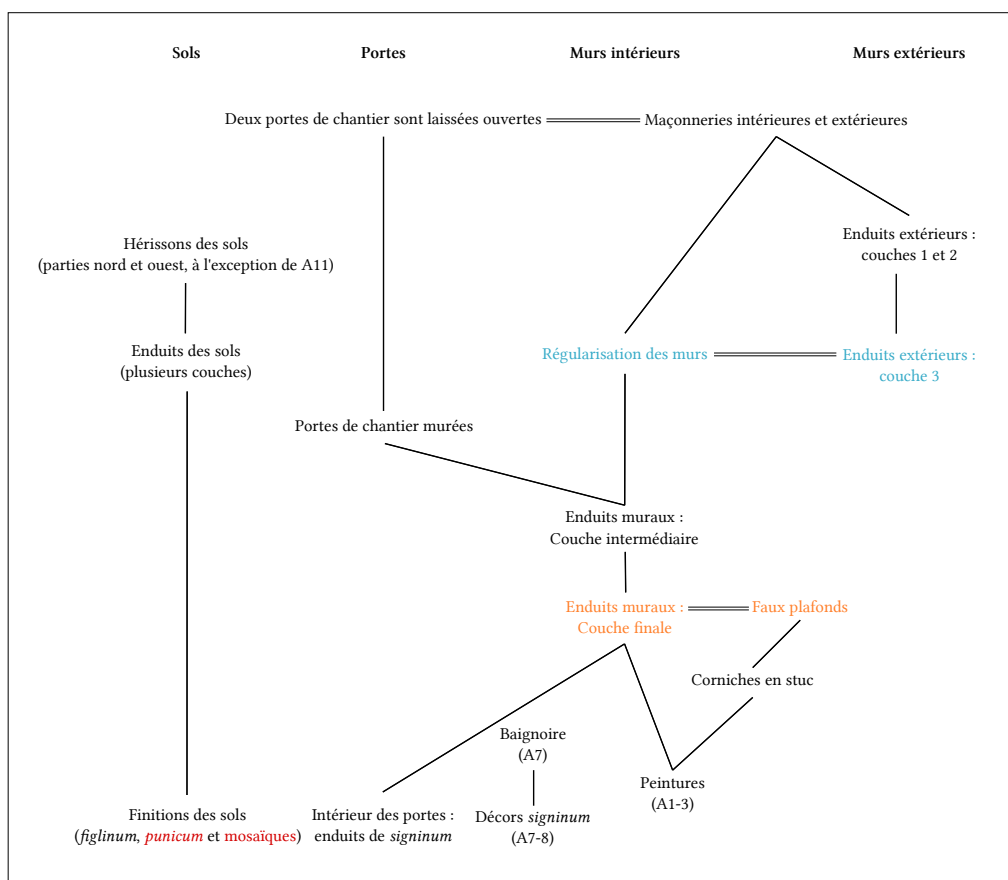 Sols
Portes
Murs intérieurs
Murs extérieurs
Deux portes de chantier sont laissées ouvertes
Maçonneries intérieures et extérieures
Hérissons des sols
(parties nord et ouest, à l'exception de A11)
Enduits extérieurs :
couches 1 et 2
Enduits des sols
(plusieurs couches)
Régularisation des murs
Enduits extérieurs :
couche 3
Portes de chantier murées
Enduits muraux :
Couche intermédiaire
Enduits muraux :
Couche finale
Faux plafonds
Corniches en stuc
Baignoire
(A7)
Peintures
(A1-3)
Finitions des sols
(figlinum, punicum et mosaïques)
Intérieur des portes :
enduits de signinum
Décors signinum
(A7-8)